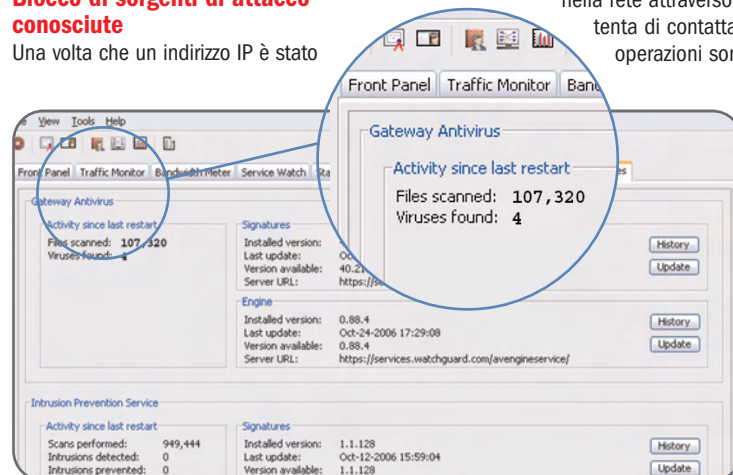 Blocco di sorgenti di attacco
conosciute
Una volta che un indirizzo IP è stato
nella rete attraverso
tenta di contatta
operazioni sor
Front Panel Traffic Monitor Ban
Gateway Antivirus
Activity since last restart
Files scanned: 107,320
Viruses found: 4
View Tools Help
Front Panel Traffic Monitor Bandwidth Meter Service Watch Sta
Gateway Antivirus
Activity since last restart
Files scanned: 107,320
Viruses found: 4
Signatures
Installed version:
Last update: Oc
Version available: 40.2
Server URL: https://se
History
Update
Engine
Installed version: 0.88.4
Last update: Oct-24-2006 17:29:08
Version available: 0.88.4
Server URL: https://services.watchguard.com/avengineservice/
History
Update
Intrusion Prevention Service
Activity since last restart
Scans performed: 949,444
Intrusions detected: 0
Intrusions prevented: 0
Signatures
Installed version: 1.1.128
Last update: Oct-12-2006 15:59:04
Version available: 1.1.128
History
Update